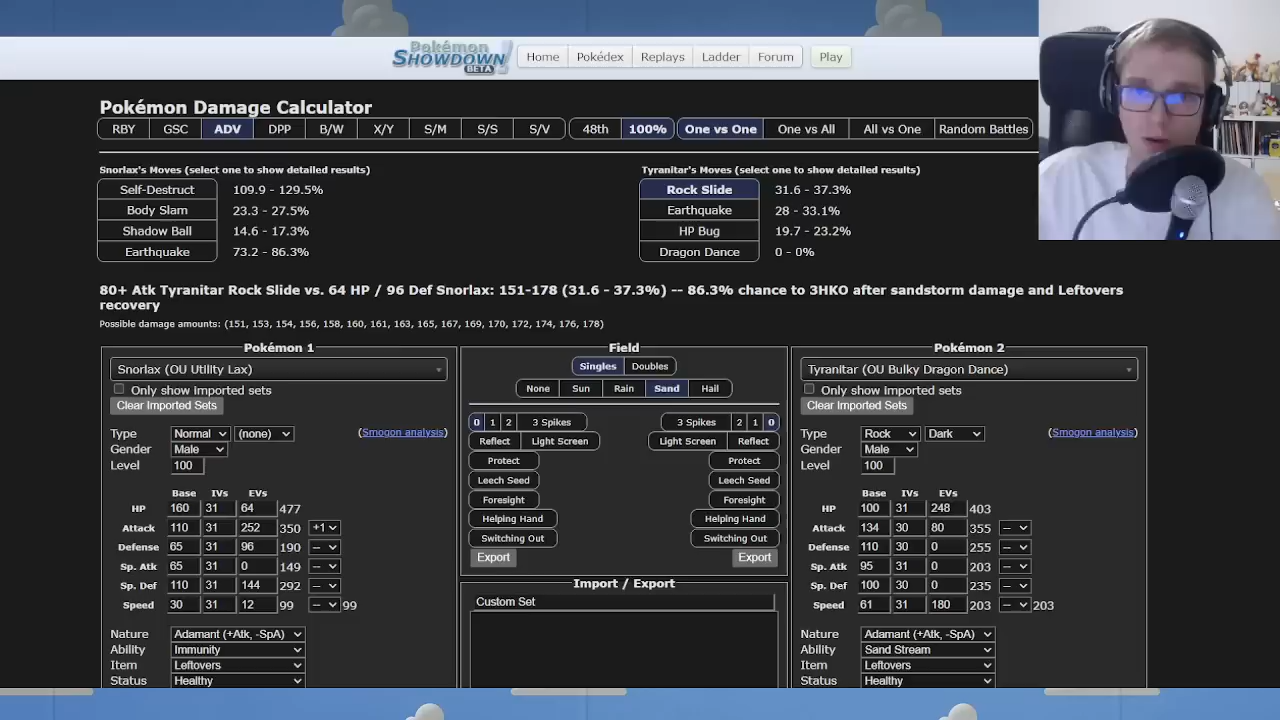 Pokémon
SHOWDOWN!
BETA
Home Pokédex Replays Ladder Forum Play
Pokémon Damage Calculator
RBY GSC ADV DPP B/W X/Y S/M S/S S/V 48th 100% One vs One One vs All All vs One Random Battles
Snorlax's Moves (select one to show detailed results)
Self-Destruct 109.9 - 129.5%
Body Slam 23.3 - 27.5%
Shadow Ball 14.6 - 17.3%
Earthquake 73.2 - 86.3%
Tyranitar's Moves (select one to show detailed results)
Rock Slide 31.6 - 37.3%
Earthquake 28 - 33.1%
HP Bug 19.7 - 23.2%
Dragon Dance 0 - 0%
80+ Atk Tyranitar Rock Slide vs. 64 HP / 96 Def Snorlax: 151-178 (31.6 - 37.3%) -- 86.3% chance to 3HKO after sandstorm damage and Leftovers
recovery
Possible damage amounts: (151, 153, 154, 156, 158, 160, 161, 163, 165, 167, 169, 170, 172, 174, 176, 178)
Pokémon 1
Snorlax (OU Utility Lax)
Only show imported sets
Clear Imported Sets
Type Normal (none) (Smogon analysis)
Gender Male
Level 100
Base IVs EVs
HP 160 31 64 477
Attack 110 31 252 350 +1
Defense 65 31 96 190 --
Sp. Atk 65 31 0 149 --
Sp. Def 110 31 144 292 --
Speed 30 31 12 99 -- 99
Nature Adamant (+Atk, -SpA)
Ability Immunity
Item Leftovers
Status Healthy
Field
Singles Doubles
None Sun Rain Sand Hail
0 1 2 3 Spikes 3 Spikes 2 1 0
Reflect Light Screen Light Screen Reflect
Protect Protect
Leech Seed Leech Seed
Foresight Foresight
Helping Hand Helping Hand
Switching Out Switching Out
Export Export
Import / Export
Custom Set
Pokémon 2
Tyranitar (OU Bulky Dragon Dance)
Only show imported sets
Clear Imported Sets
Type Rock Dark (Smogon analysis)
Gender Male
Level 100
Base IVs EVs
HP 100 31 248 403
Attack 134 30 80 355 --
Defense 110 30 0 255 --
Sp. Atk 95 31 0 203 --
Sp. Def 100 30 0 235 --
Speed 61 31 180 203 -- 203
Nature Adamant (+Atk, -SpA)
Ability Sand Stream
Item Leftovers
Status Healthy